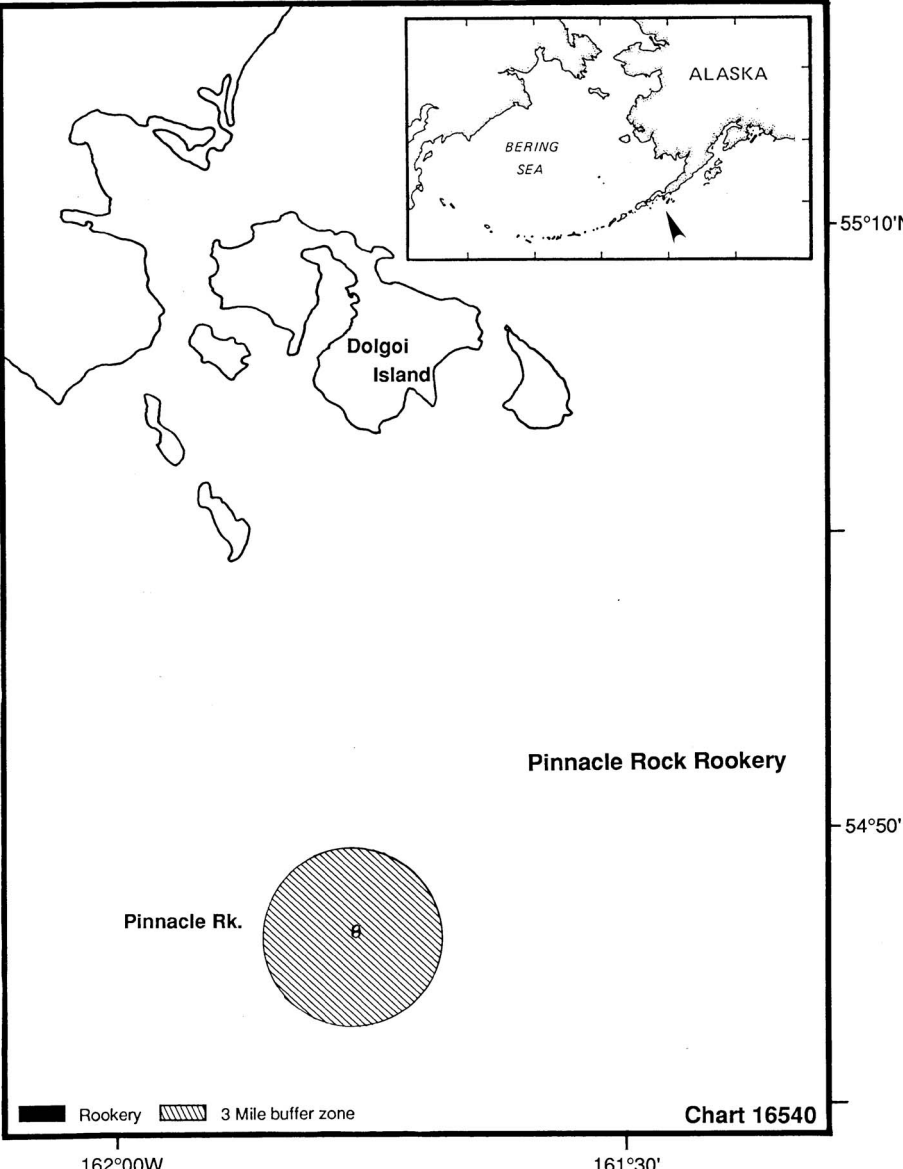 ALASKA
BERING
SEA
55°10'N
Dolgoi
Island
Pinnacle Rock Rookery
54°50'
Pinnacle Rk.
Rookery
3 Mile buffer zone
Chart 16540
162°00W
161°30'